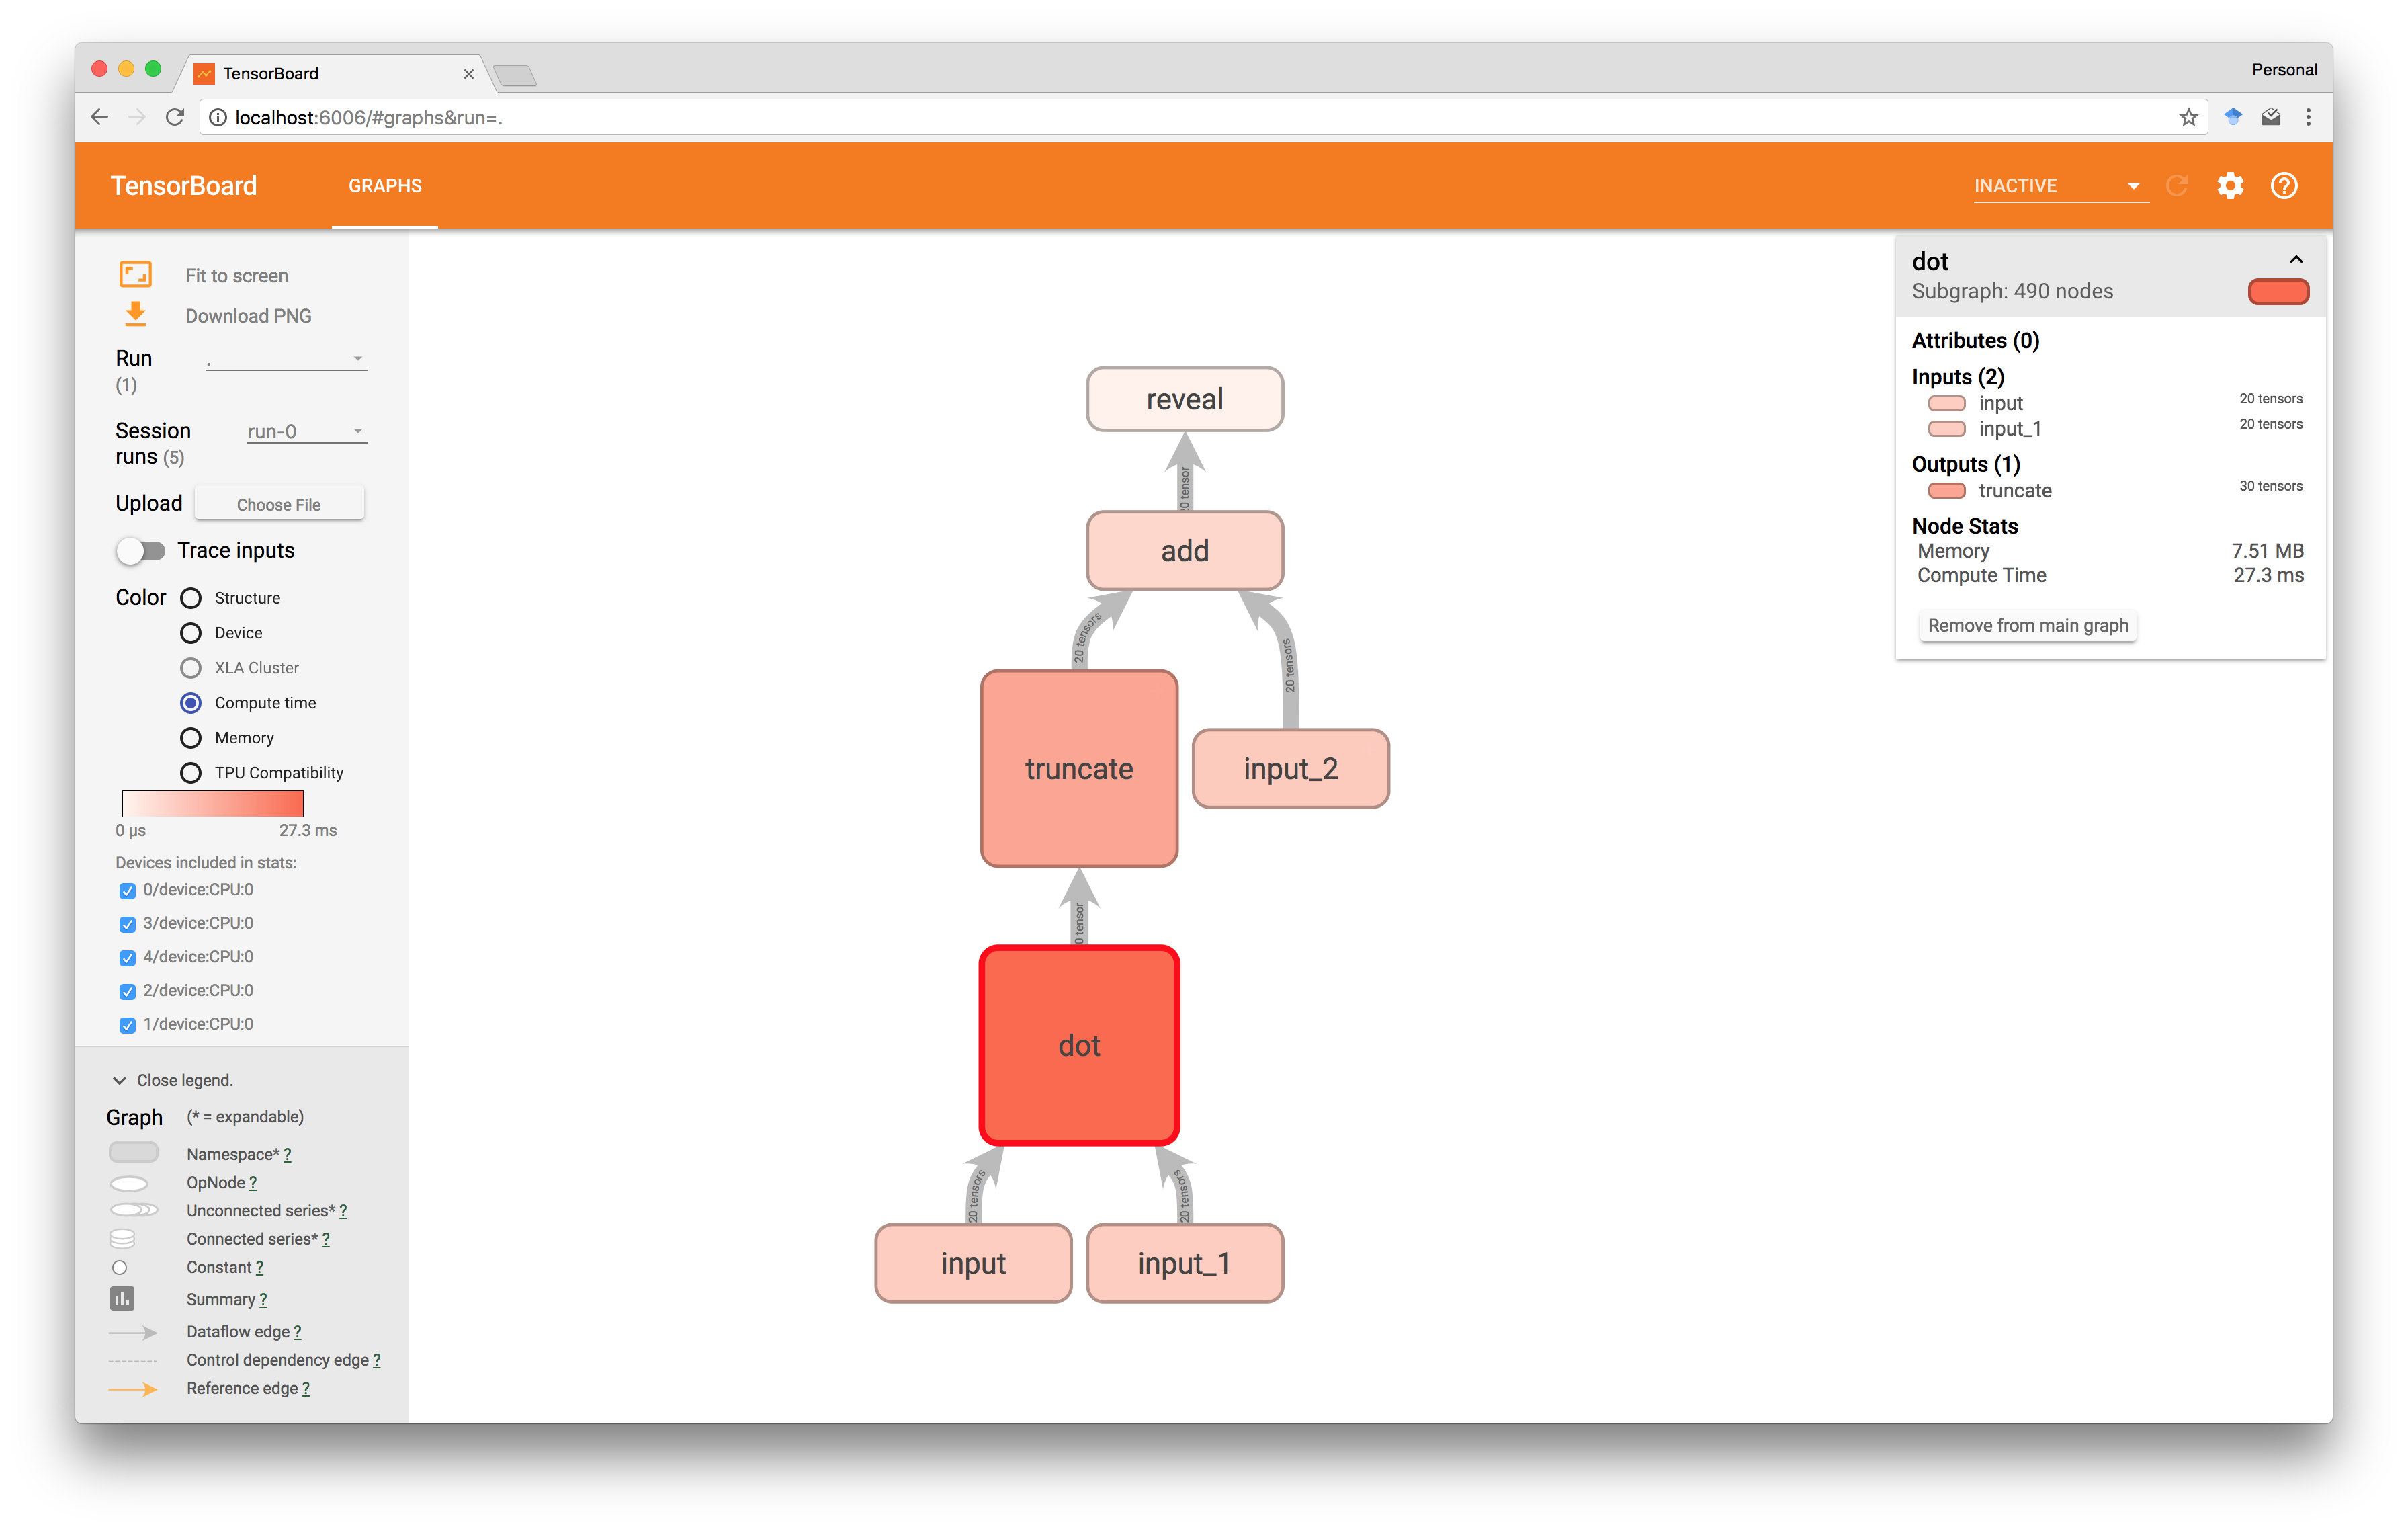 TensorBoard
Personal
localhost:6006/#graphs&run=.
TensorBoard
GRAPHS
INACTIVE
Fit to screen
Download PNG
Run
(1)
.
Session
runs (5)
run-0
Upload
Choose File
Trace inputs
Color
Structure
Device
XLA Cluster
Compute time
Memory
TPU Compatibility
0 µs
27.3 ms
Devices included in stats:
0/device:CPU:0
3/device:CPU:0
4/device:CPU:0
2/device:CPU:0
1/device:CPU:0
Close legend.
Graph
(* = expandable)
Namespace* ?
OpNode ?
Unconnected series* ?
Connected series* ?
Constant ?
Summary ?
Dataflow edge ?
Control dependency edge ?
Reference edge ?
reveal
tensor
add
20 tensors
20 tensors
truncate
input_2
tensor
dot
20 tensors
20 tensors
input
input_1
dot
Subgraph: 490 nodes
Attributes (0)
Inputs (2)
input
20 tensors
input_1
20 tensors
Outputs (1)
truncate
30 tensors
Node Stats
Memory
7.51 MB
Compute Time
27.3 ms
Remove from main graph